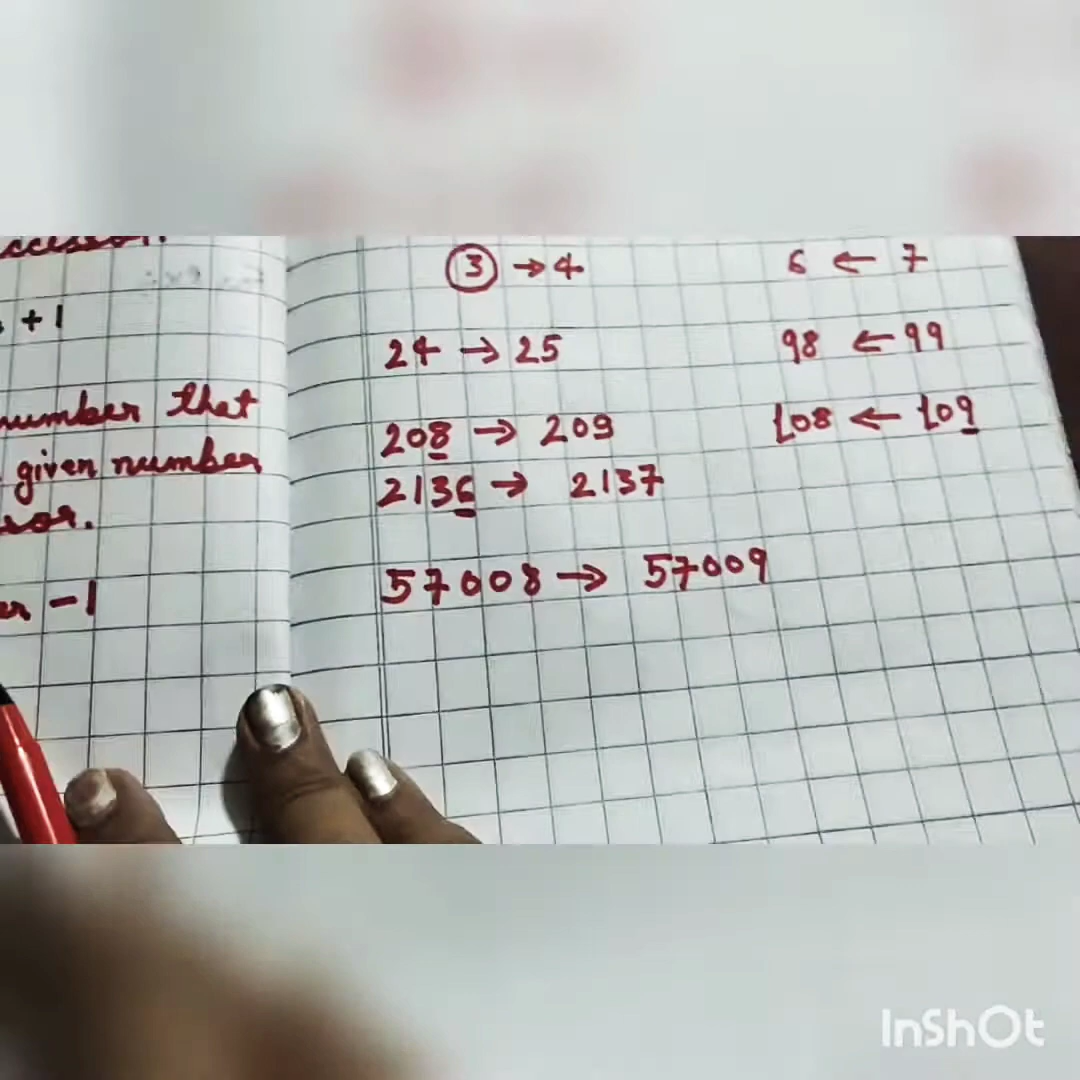 +1
number that
given number
-1
3 → 4
24 → 25
208 → 209
2136 → 2137
57008 → 57009
6 ← 7
98 ← 99
108 ← 109
InShOt